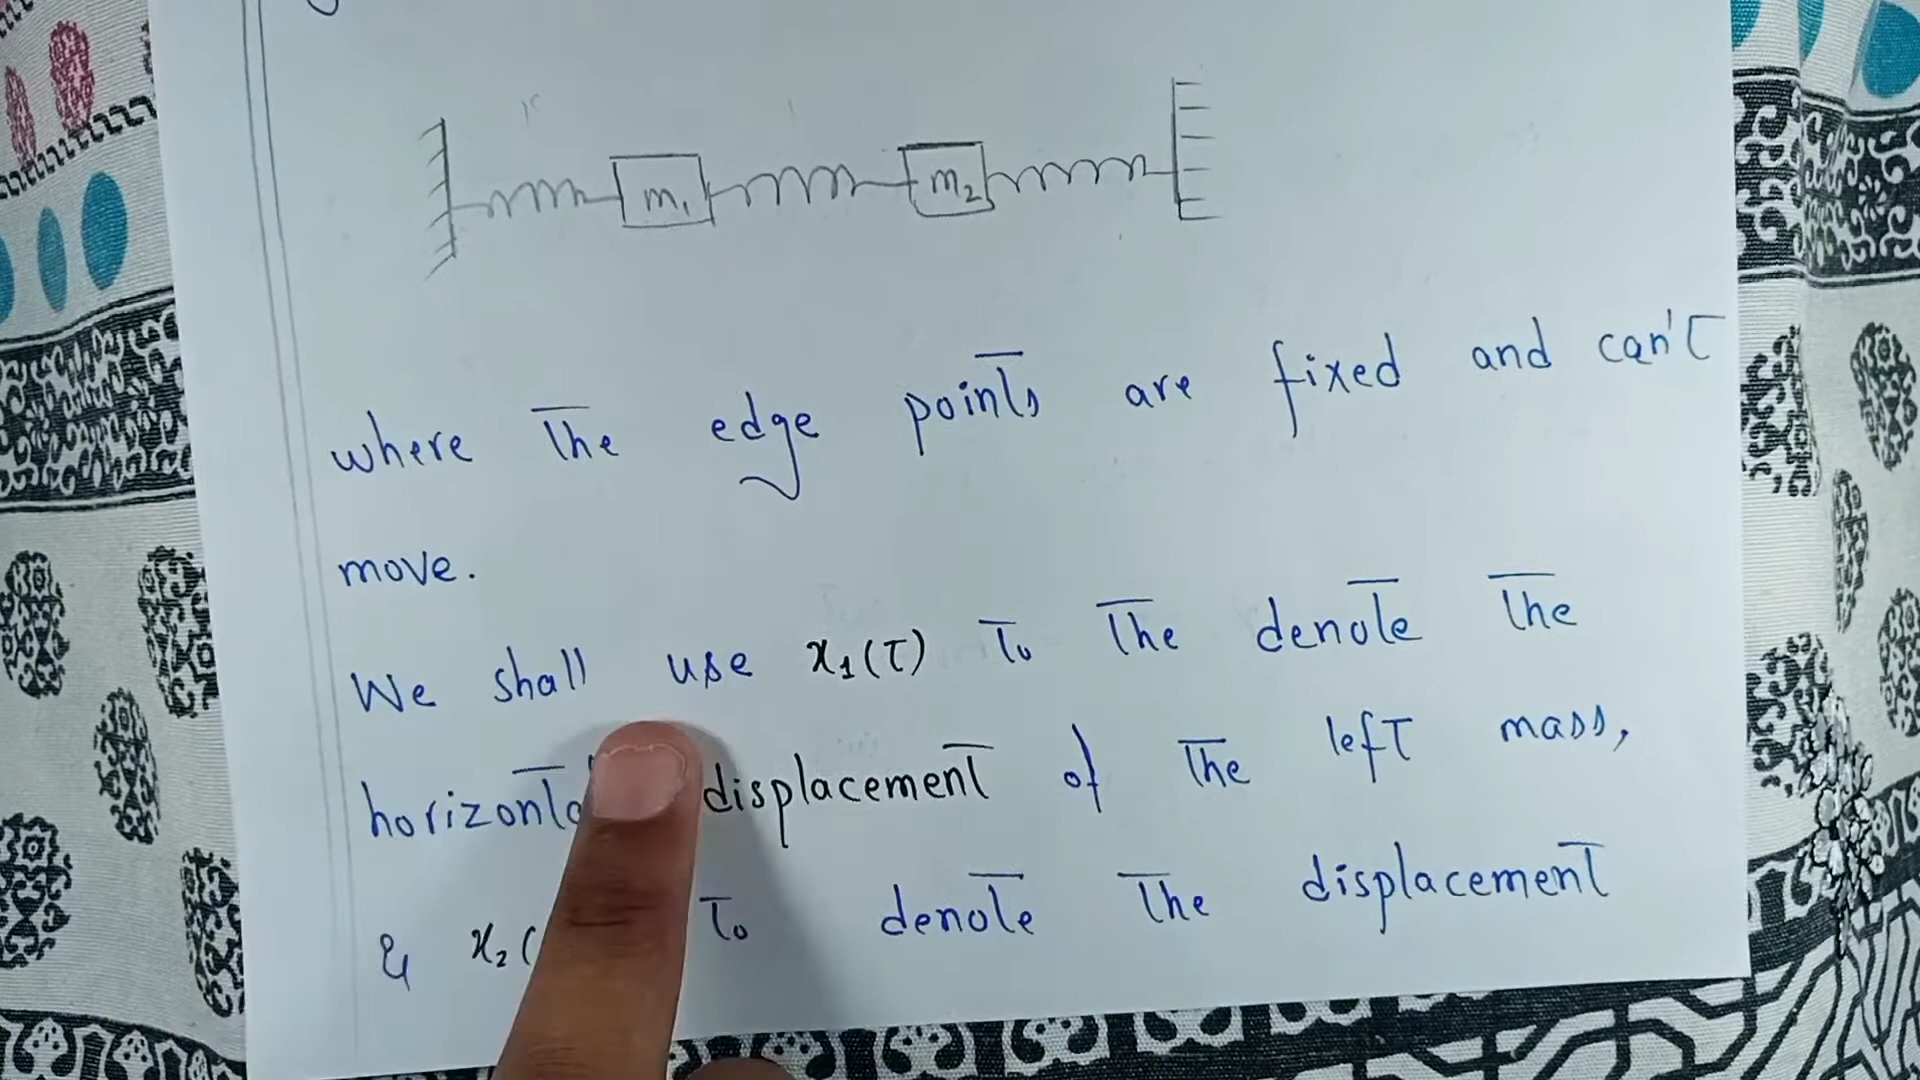 m₁ m₂
where the edge points are fixed and can't
move.
We shall use x₁(t) to the denote the
displacement of the left mass,
& x₂( to denote the displacement